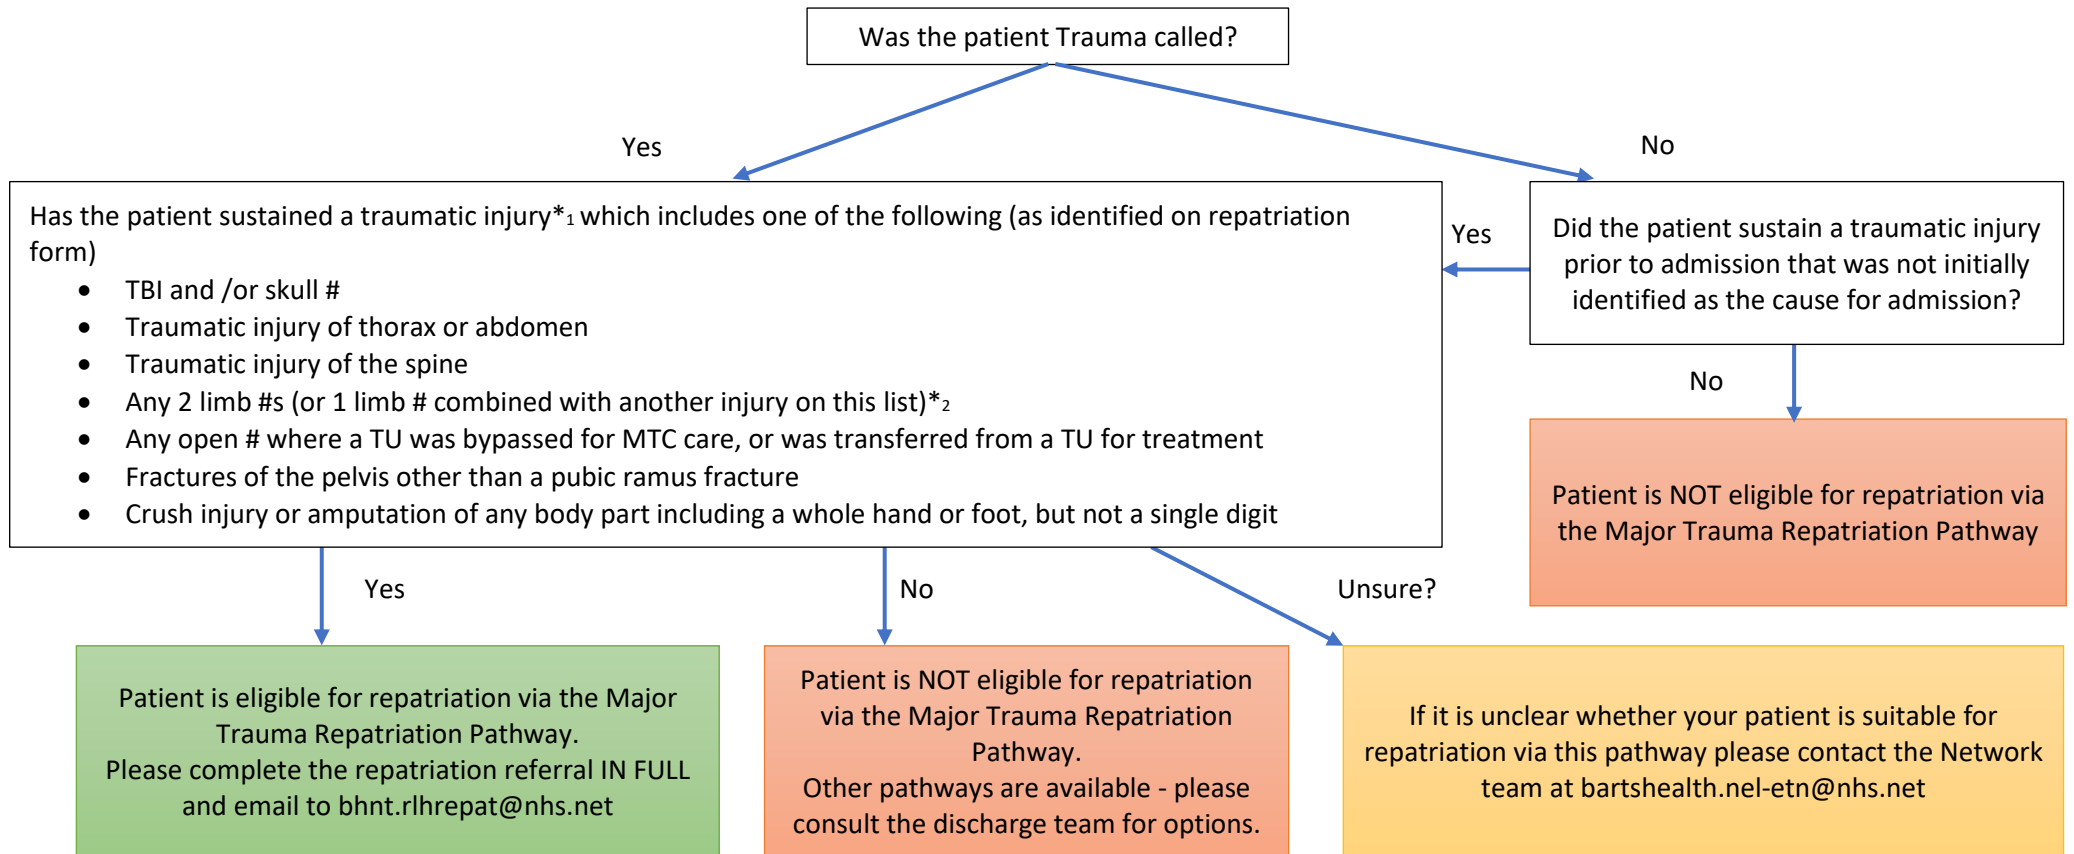 Was the patient Trauma called?
Yes
No
Has the patient sustained a traumatic injury*₁ which includes one of the following (as identified on repatriation
form)
• TBI and /or skull #
• Traumatic injury of thorax or abdomen
• Traumatic injury of the spine
• Any 2 limb #s (or 1 limb # combined with another injury on this list)*₂
• Any open # where a TU was bypassed for MTC care, or was transferred from a TU for treatment
• Fractures of the pelvis other than a pubic ramus fracture
• Crush injury or amputation of any body part including a whole hand or foot, but not a single digit
Yes
Did the patient sustain a traumatic injury
prior to admission that was not initially
identified as the cause for admission?
No
Patient is NOT eligible for repatriation via
the Major Trauma Repatriation Pathway
Yes
No
Unsure?
Patient is eligible for repatriation via the Major
Trauma Repatriation Pathway.
Please complete the repatriation referral IN FULL
and email to bhnt.rlhrepat@nhs.net
Patient is NOT eligible for repatriation
via the Major Trauma Repatriation
Pathway.
Other pathways are available - please
consult the discharge team for options.
If it is unclear whether your patient is suitable for
repatriation via this pathway please contact the Network
team at bartshealth.nel-etn@nhs.net